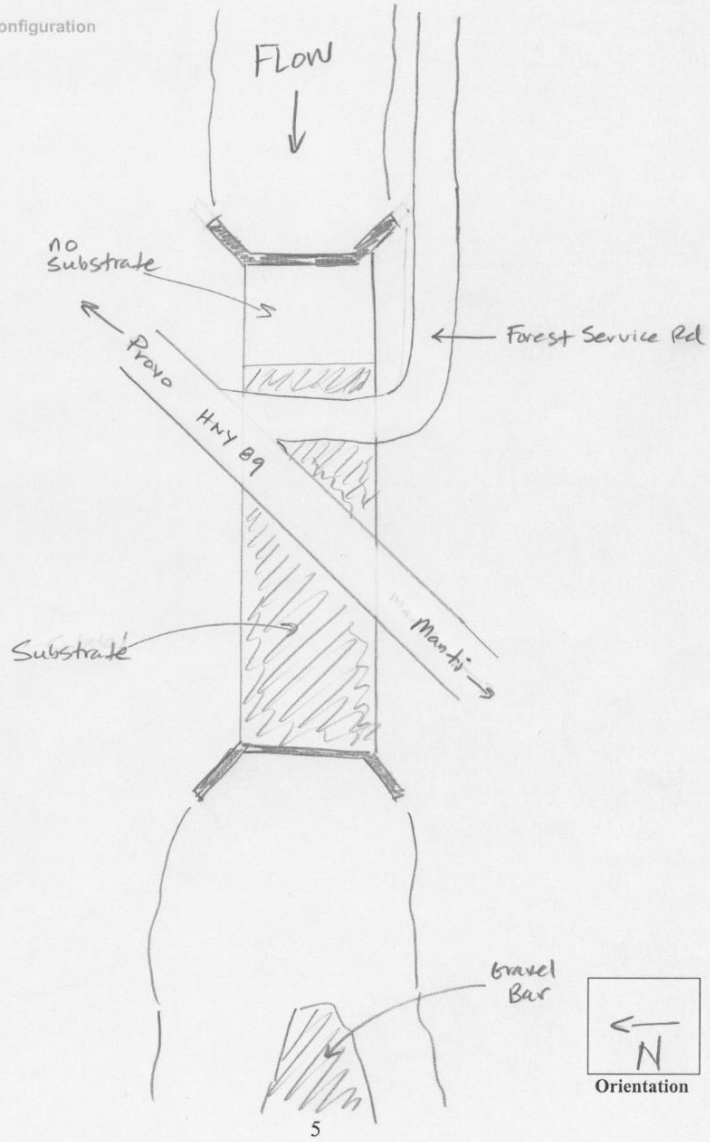 onfiguration
FLOW
no
substrate
Forest Service Rd
Provo
HWY 89
Manti
Substrate
Gravel
Bar
N
Orientation
5